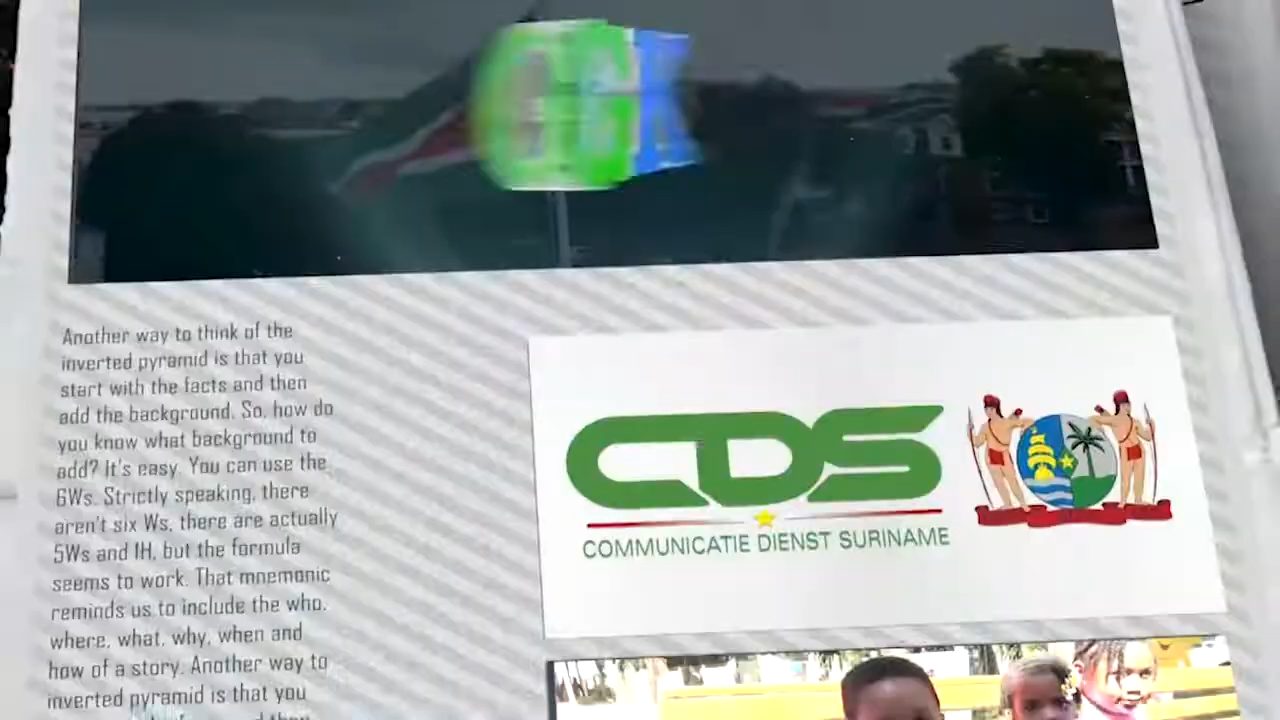 Another way to think of the
inverted pyramid is that you
start with the facts and then
add the background. So, how do
you know what background to
add? It's easy. You can use the
6Ws. Strictly speaking, there
aren't six Ws, there are actually
5Ws and 1H, but the formula
seems to work. That mnemonic
reminds us to include the who,
where, what, why, when and
how of a story. Another way to
inverted pyramid is that you
CDS
COMMUNICATIE DIENST SURINAME